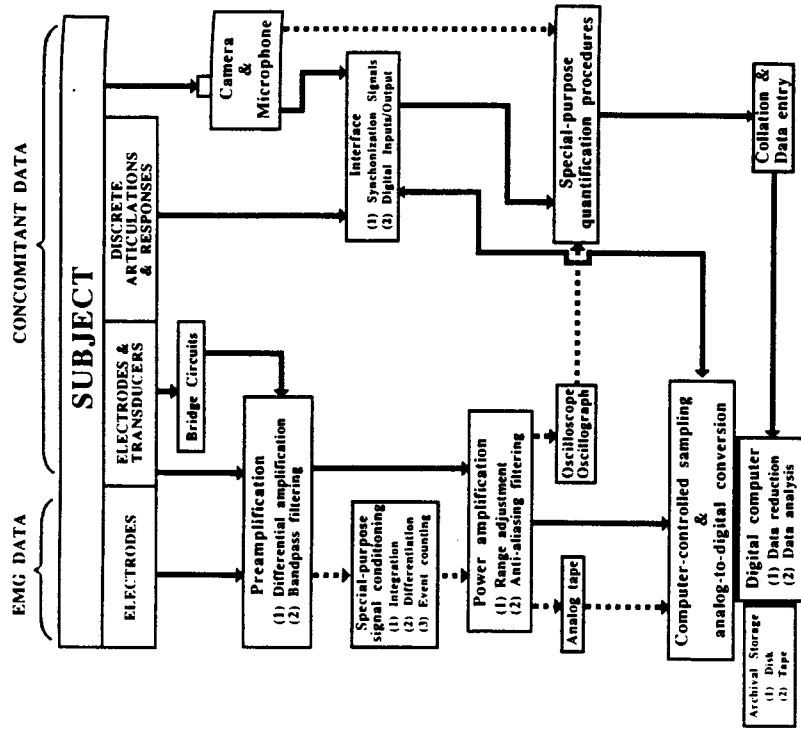 EMG DATA
CONCOMITANT DATA
SUBJECT
ELECTRODES
ELECTRODES &
TRANSDUCERS
DISCRETE
ARTICULATIONS
& RESPONSES
Bridge Circuits
Camera
&
Microphone
Preamplification
(1) Differential amplification
(2) Bandpass filtering
Interface
(1) Synchonization Signals
(2) Digital Inputs/Output
Special-purpose
signal conditioning
(1) Integration
(2) Differentiation
(3) Event counting
Power amplification
(1) Range adjustment
(2) Anti-aliasing filtering
Analog tape
Oscilloscope
Oscillograph
Special-purpose
quantification procedures
Computer-controlled sampling
&
analog-to-digital conversion
Collation &
Data entry
Archival Storage
(1) Disk
(2) Tape
Digital computer
(1) Data reduction
(2) Data analysis